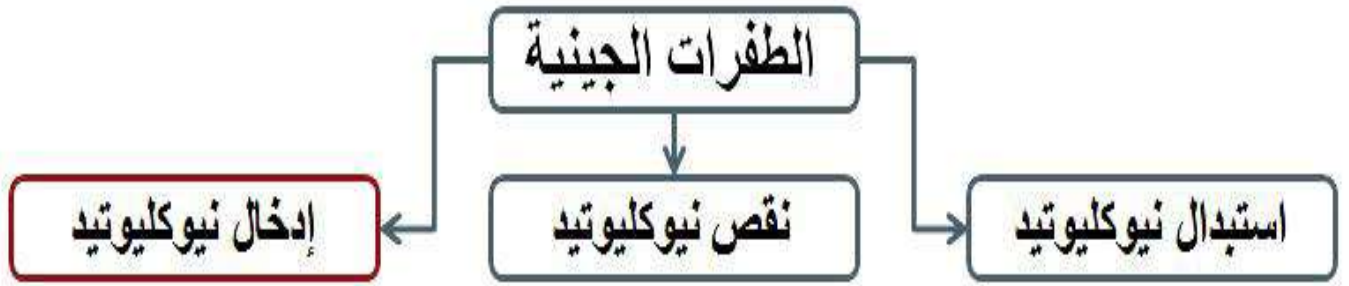 الطفرات الجينية
استبدال نيوكليوتيد
نقص نيوكليوتيد
إدخال نيوكليوتيد